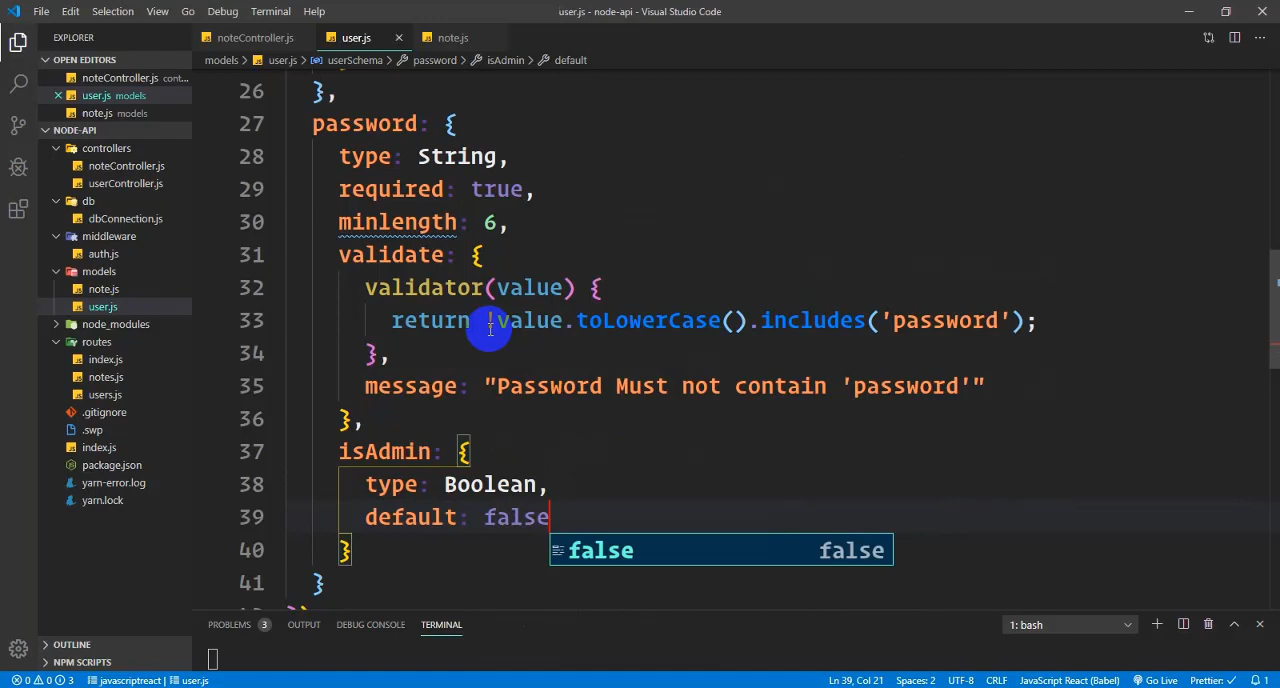 File Edit Selection View Go Debug Terminal Help
user.js - node-api - Visual Studio Code
EXPLORER
noteController.js
user.js
note.js
OPEN EDITORS
models > user.js > userSchema > password > isAdmin > default
noteController.js cont...
user.js models
note.js models
NODE-API
controllers
noteController.js
userController.js
db
dbConnection.js
middleware
auth.js
models
note.js
user.js
node_modules
routes
index.js
notes.js
users.js
.gitignore
.swp
index.js
package.json
yarn-error.log
yarn.lock
OUTLINE
NPM SCRIPTS
26 },
27 password: {
28 type: String,
29 required: true,
30 minlength: 6,
31 validate: {
32 validator(value) {
33 return !value.toLowerCase().includes('password');
34 },
35 message: "Password Must not contain 'password'"
36 },
37 isAdmin: {
38 type: Boolean,
39 default: false
40 }
false false
41 }
PROBLEMS 3 OUTPUT DEBUG CONSOLE TERMINAL
1: bash
0 0 3 javascriptreact | user.js
Ln 39, Col 21 Spaces: 2 UTF-8 CRLF JavaScript React (Babel) Go Live Prettier: ✓ 1